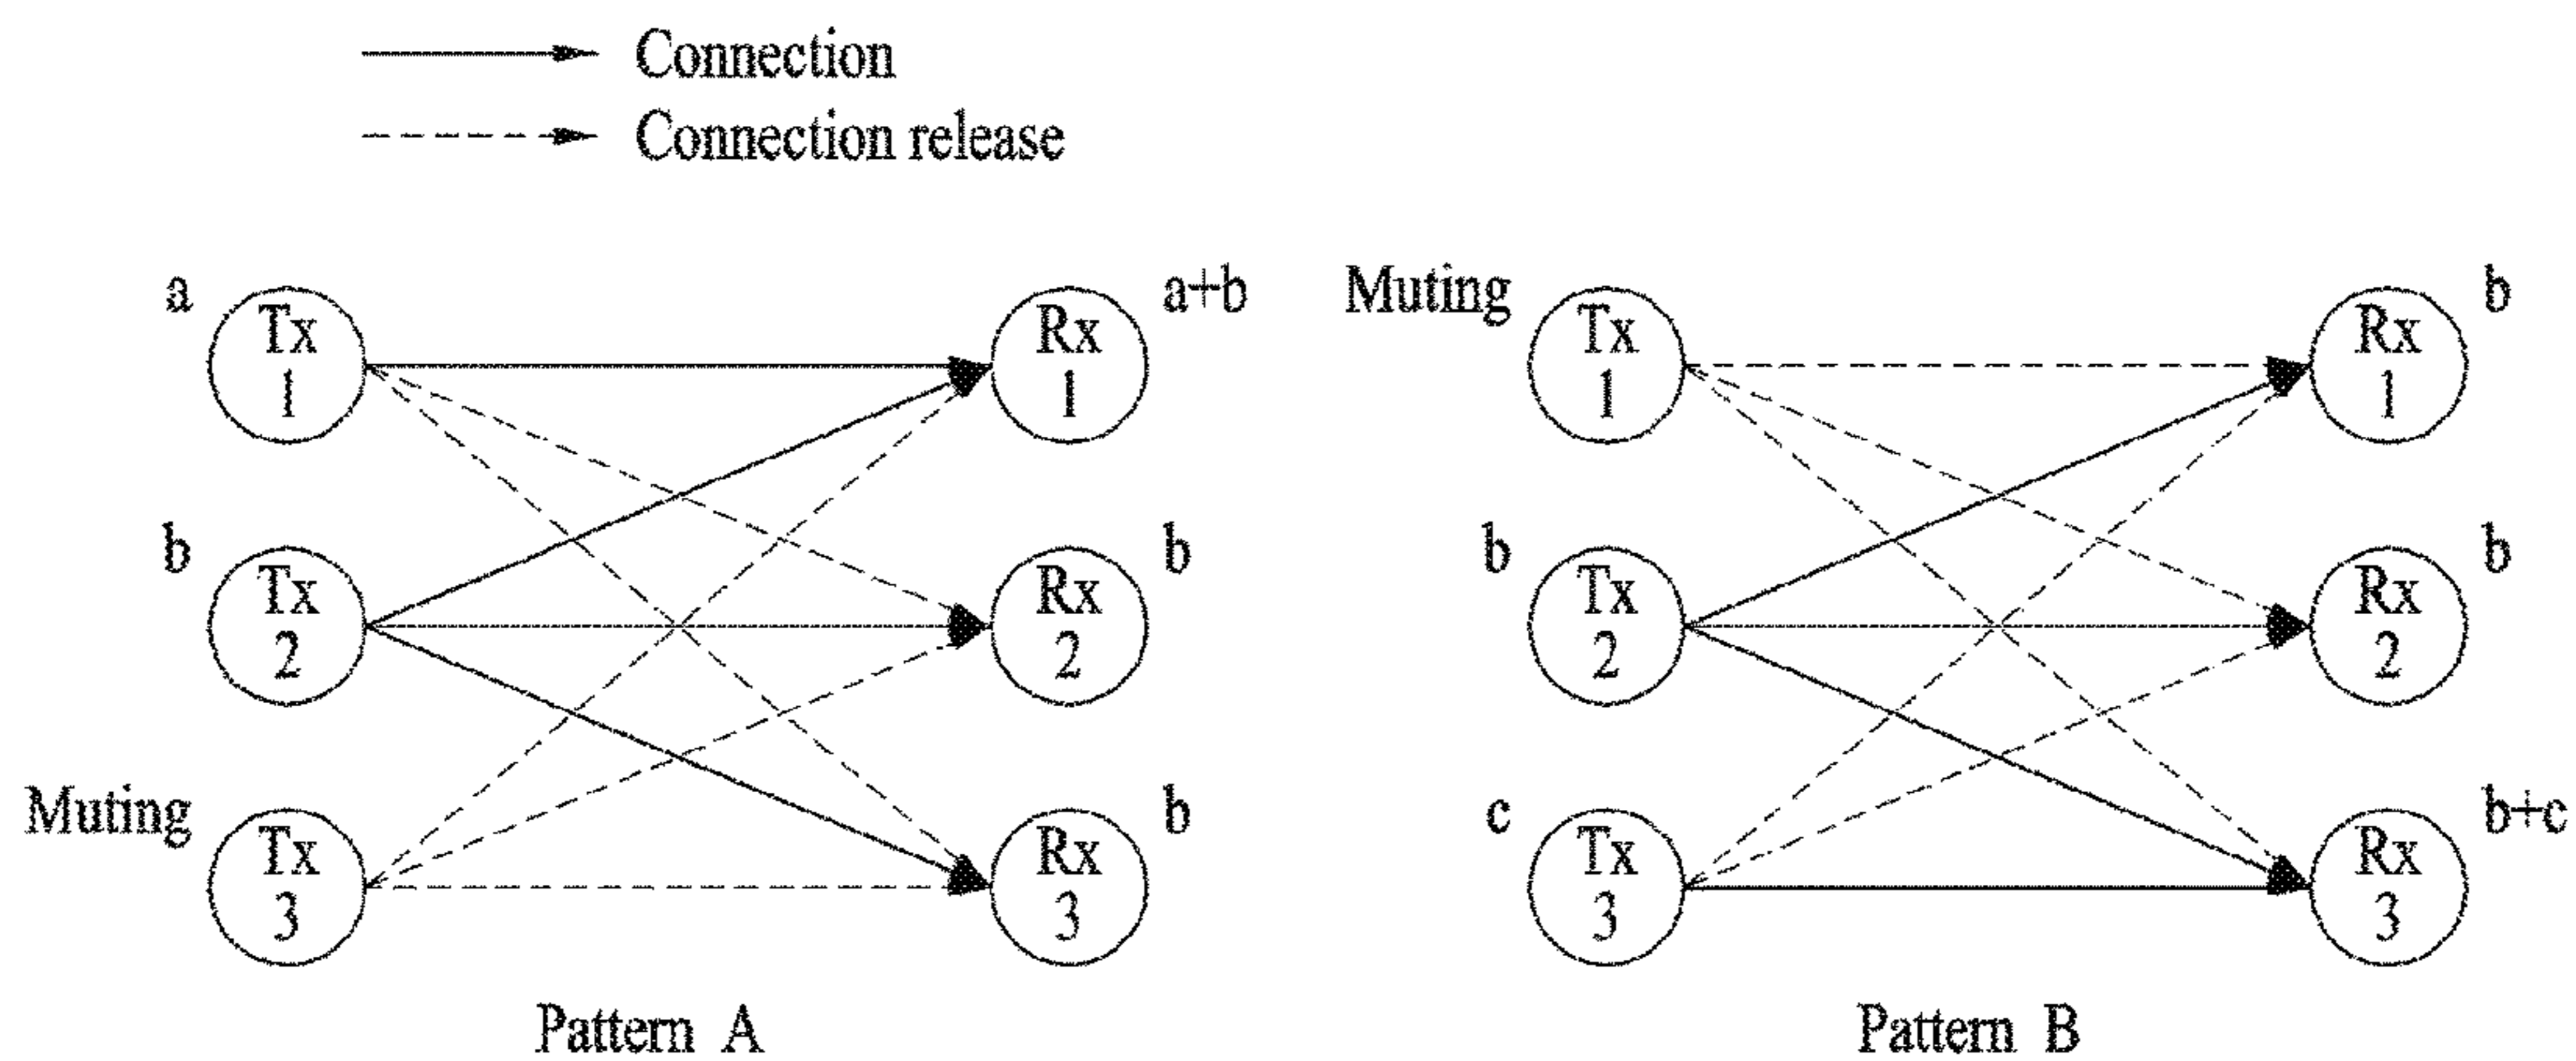 Connection
Connection release
a
Tx
1
a+b
Rx
1
b
Tx
2
b
Rx
2
Muting
Tx
3
b
Rx
3
Pattern A
Muting
Tx
1
b
Rx
1
b
Tx
2
b
Rx
2
c
Tx
3
b+c
Rx
3
Pattern B